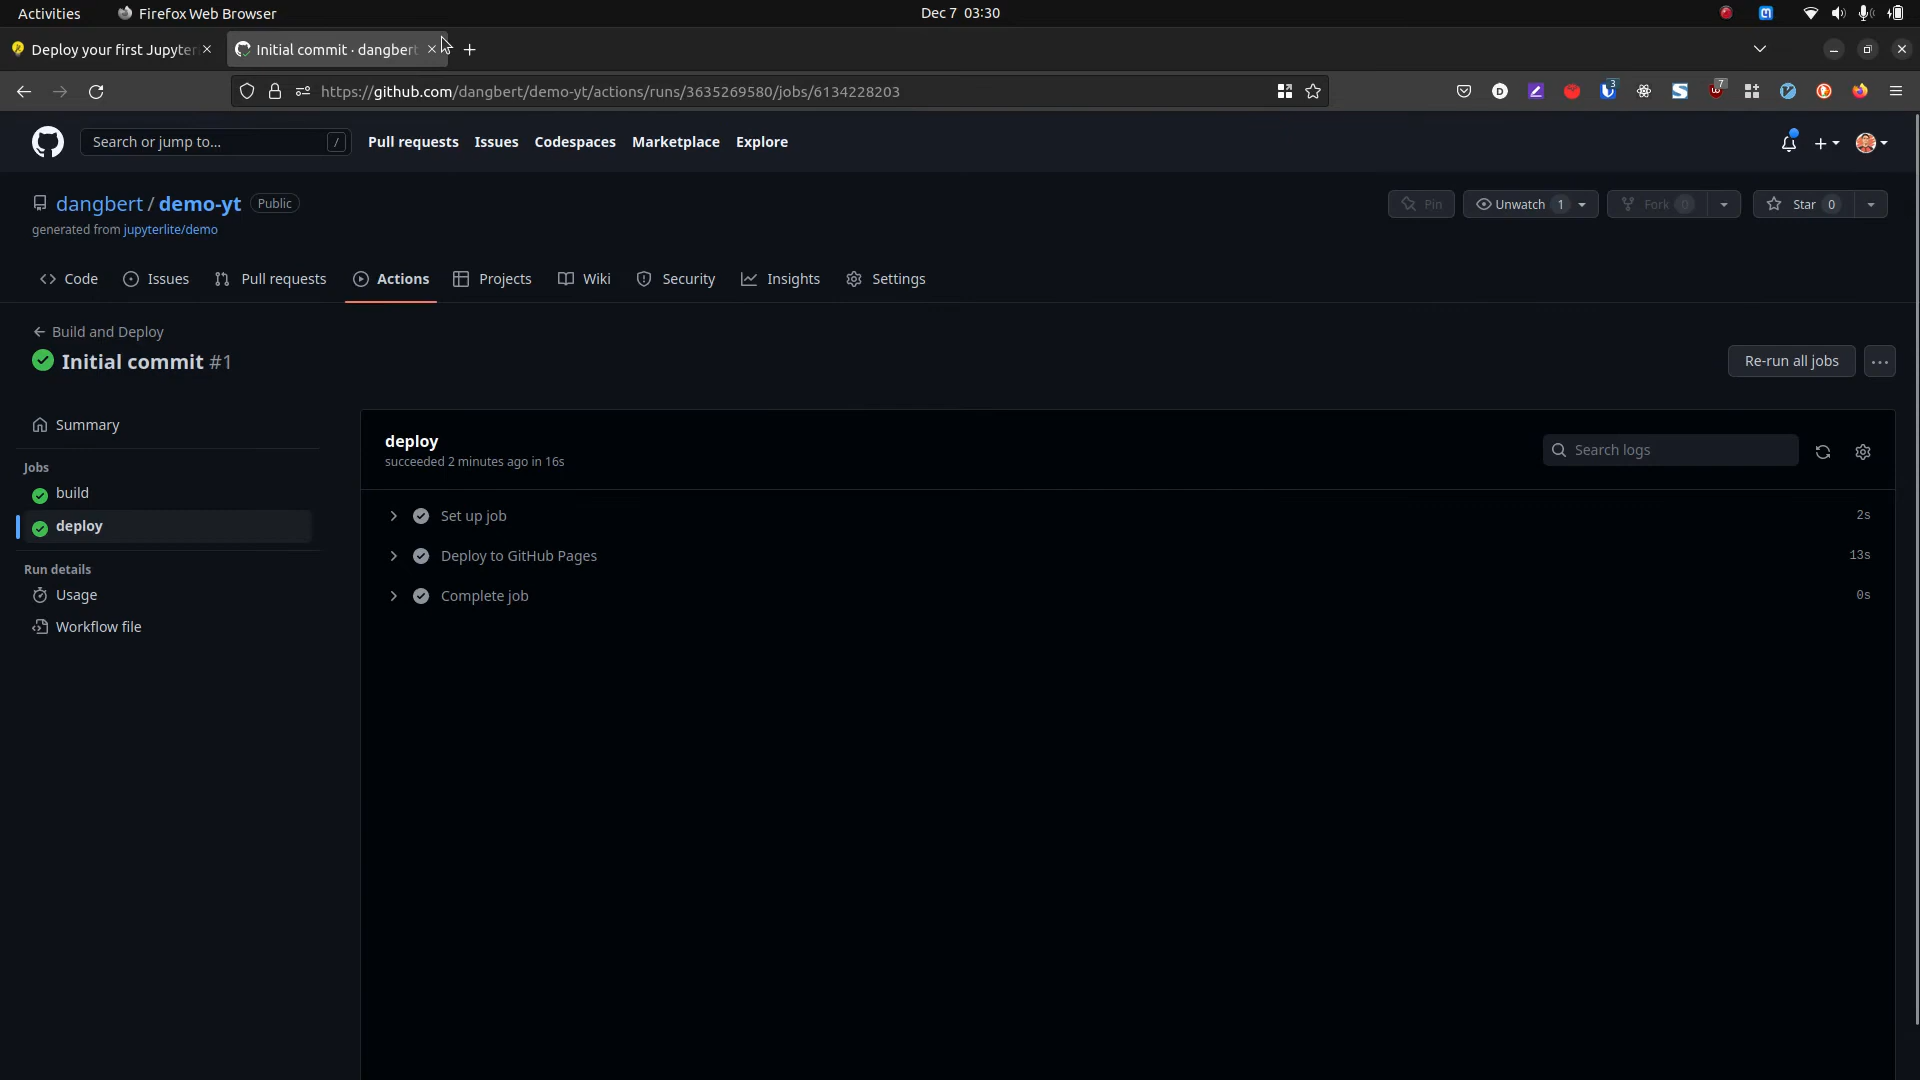 Activities
Firefox Web Browser
Dec 7 03:30
Deploy your first Jupyter
Initial commit · dangbert
https://github.com/dangbert/demo-yt/actions/runs/3635269580/jobs/6134228203
3
7
Search or jump to...
/
Pull requests
Issues
Codespaces
Marketplace
Explore
dangbert / demo-yt
Public
Pin
Unwatch 1
Fork 0
Star 0
generated from jupyterlite/demo
Code
Issues
Pull requests
Actions
Projects
Wiki
Security
Insights
Settings
Build and Deploy
Initial commit #1
Re-run all jobs
Summary
Jobs
build
deploy
Run details
Usage
Workflow file
deploy
succeeded 2 minutes ago in 16s
Search logs
Set up job
2s
Deploy to GitHub Pages
13s
Complete job
0s